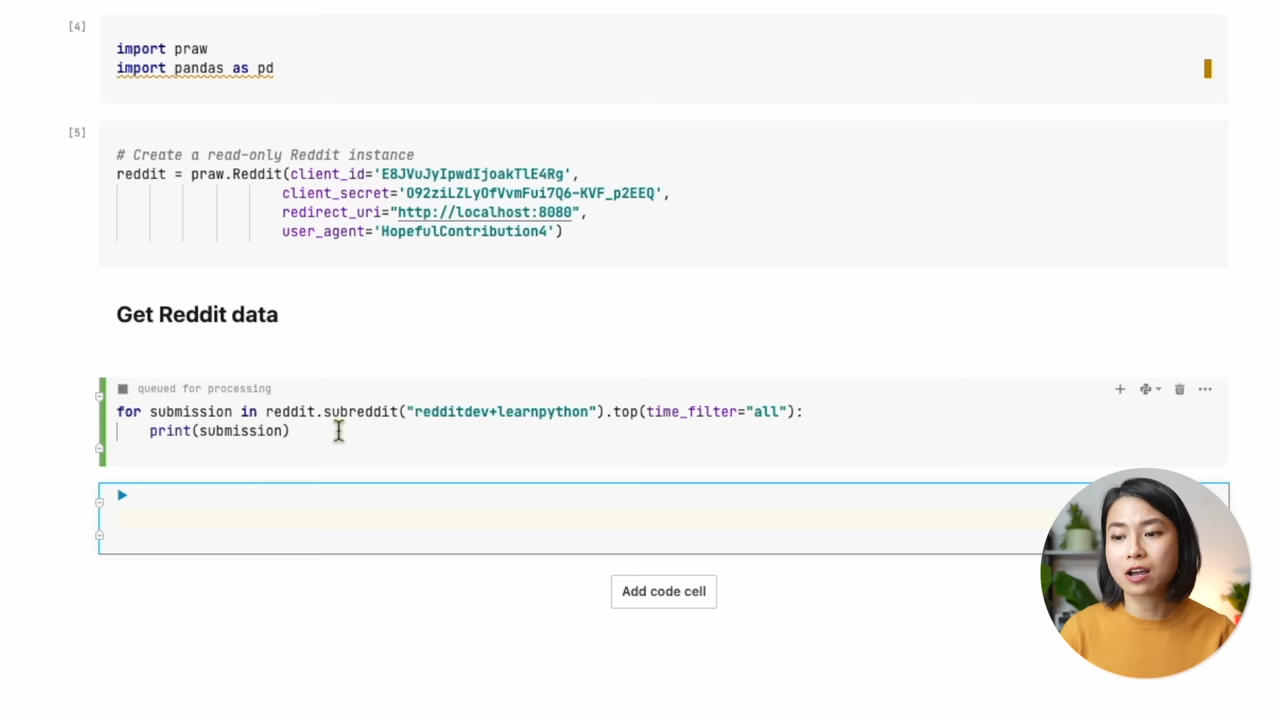 [4]
import praw
import pandas as pd
[5]
# Create a read-only Reddit instance
reddit = praw.Reddit(client_id='E8JVuJyIpwdIjoakTlE4Rg',
client_secret='O92ziLZLyOfVvmFui7Q6-KVF_p2EEQ',
redirect_uri="http://localhost:8080",
user_agent='HopefulContribution4')
Get Reddit data
queued for processing
for submission in reddit.subreddit("redditdev+learnpython").top(time_filter="all"):
print(submission)
Add code cell